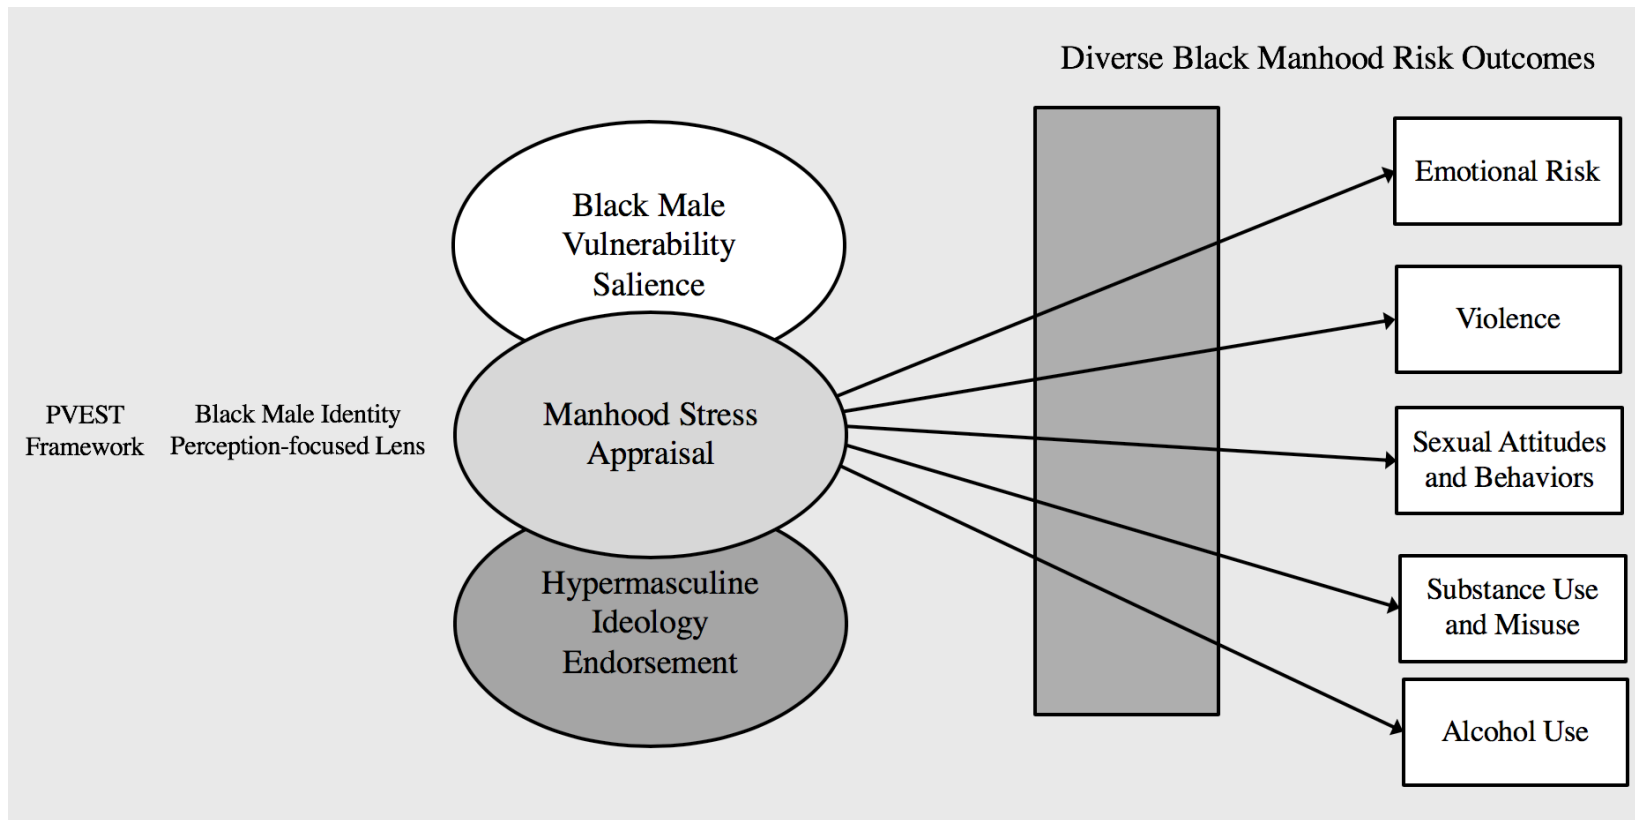 Diverse Black Manhood Risk Outcomes
PVEST
Framework
Black Male Identity
Perception-focused Lens
Black Male
Vulnerability
Salience
Manhood Stress
Appraisal
Hypermasculine
Ideology
Endorsement
Emotional Risk
Violence
Sexual Attitudes
and Behaviors
Substance Use
and Misuse
Alcohol Use